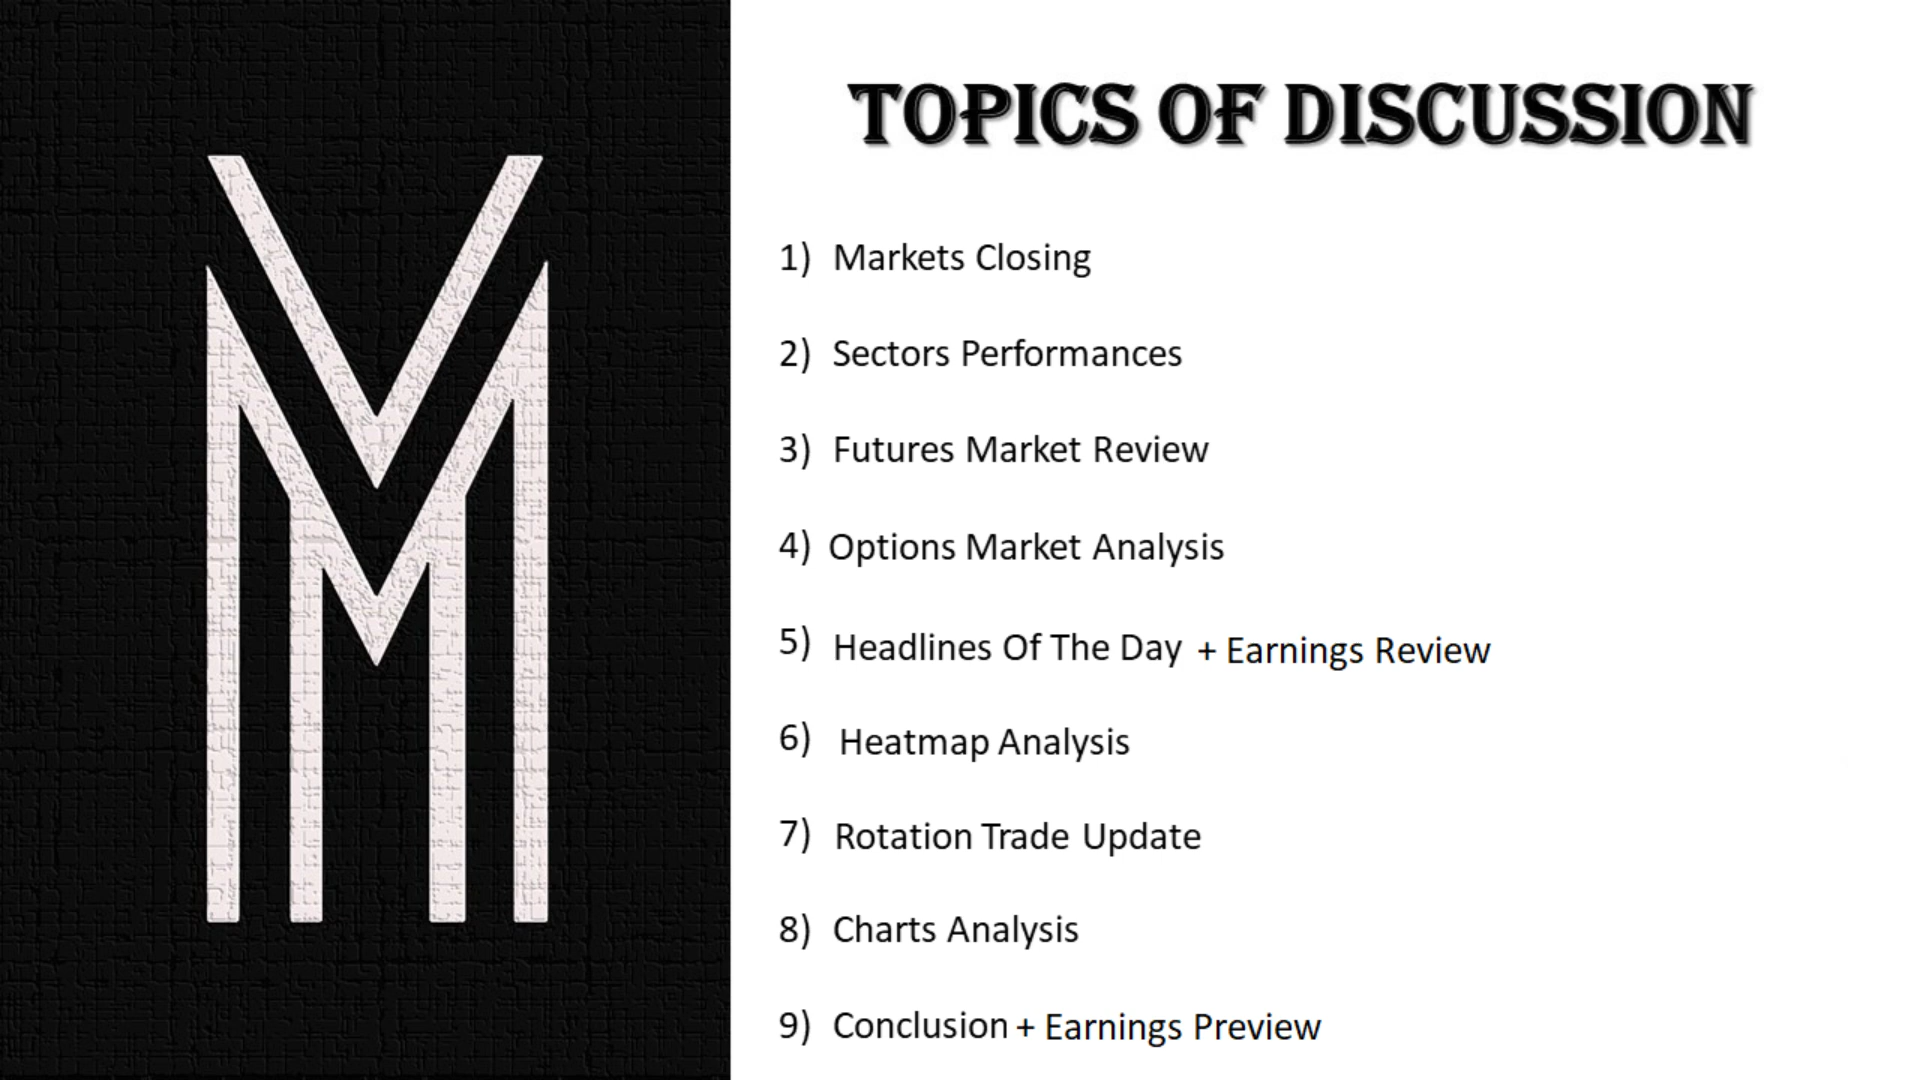 TOPICS OF DISCUSSION
1) Markets Closing
2) Sectors Performances
3) Futures Market Review
4) Options Market Analysis
5) Headlines Of The Day + Earnings Review
6) Heatmap Analysis
7) Rotation Trade Update
8) Charts Analysis
9) Conclusion + Earnings Preview